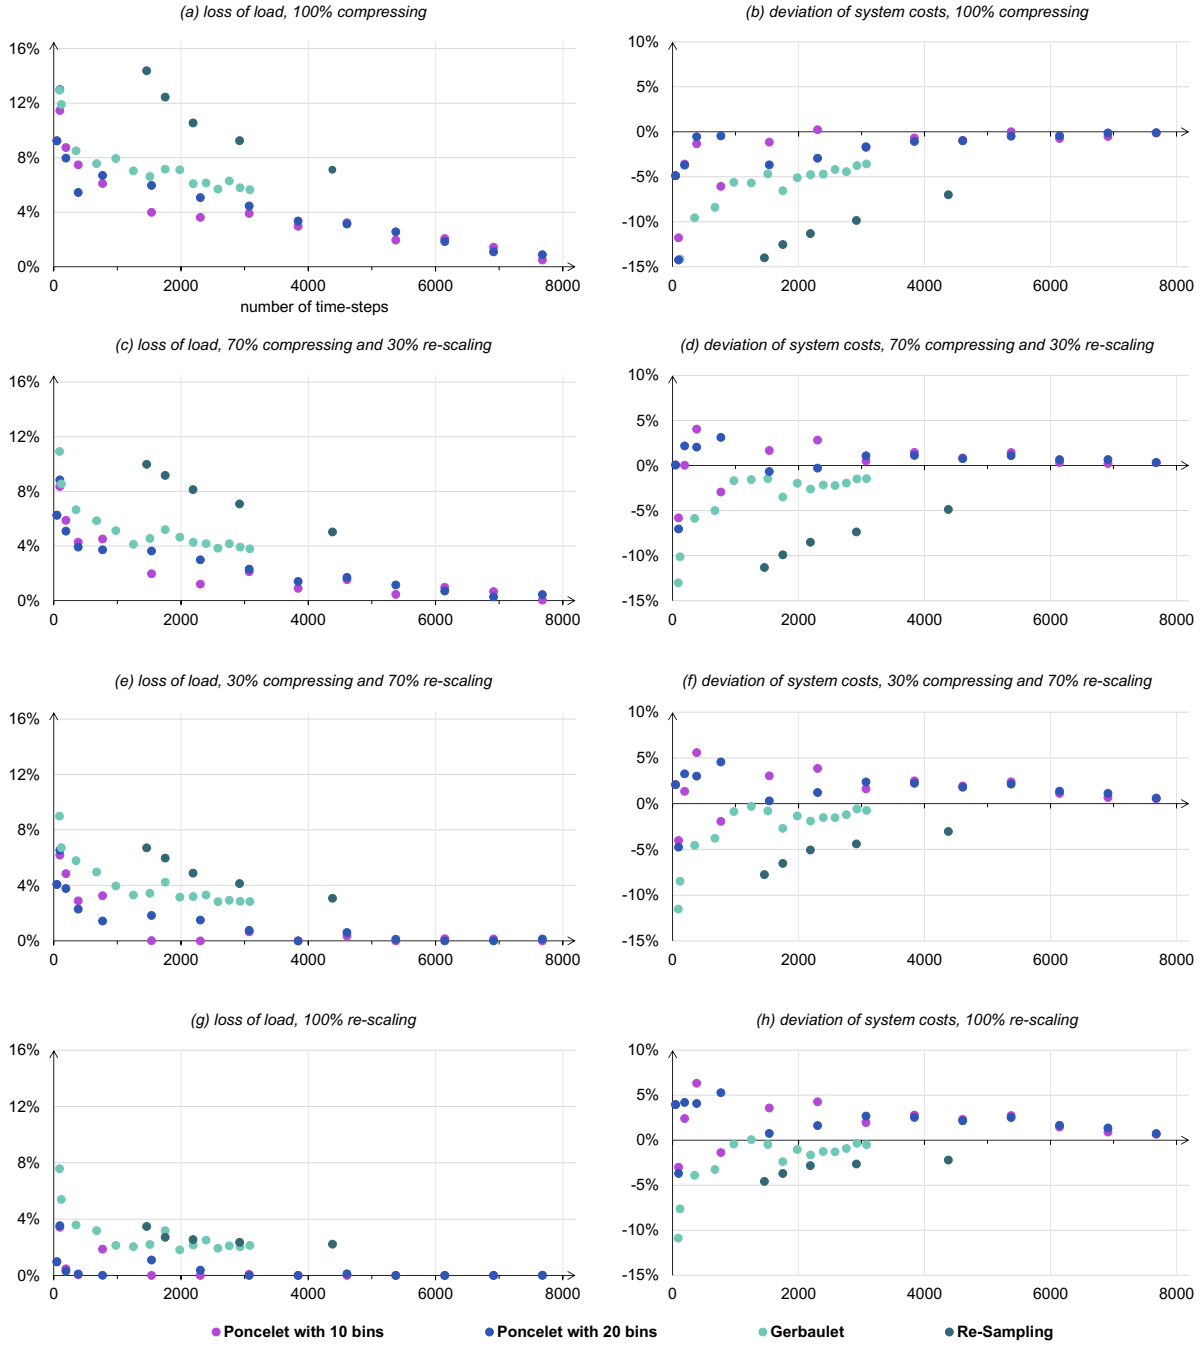 (a) loss of load, 100% compressing
16%
12%
8%
4%
0%
0 2000 4000 6000 8000
number of time-steps
(b) deviation of system costs, 100% compressing
10%
5%
0%
-5%
-10%
-15%
0 2000 4000 6000 8000
(c) loss of load, 70% compressing and 30% re-scaling
16%
12%
8%
4%
0%
0 2000 4000 6000 8000
(d) deviation of system costs, 70% compressing and 30% re-scaling
10%
5%
0%
-5%
-10%
-15%
0 2000 4000 6000 8000
(e) loss of load, 30% compressing and 70% re-scaling
16%
12%
8%
4%
0%
0 2000 4000 6000 8000
(f) deviation of system costs, 30% compressing and 70% re-scaling
10%
5%
0%
-5%
-10%
-15%
0 2000 4000 6000 8000
(g) loss of load, 100% re-scaling
16%
12%
8%
4%
0%
0 2000 4000 6000 8000
(h) deviation of system costs, 100% re-scaling
10%
5%
0%
-5%
-10%
-15%
0 2000 4000 6000 8000
Poncelet with 10 bins Poncelet with 20 bins Gerbaulet Re-Sampling